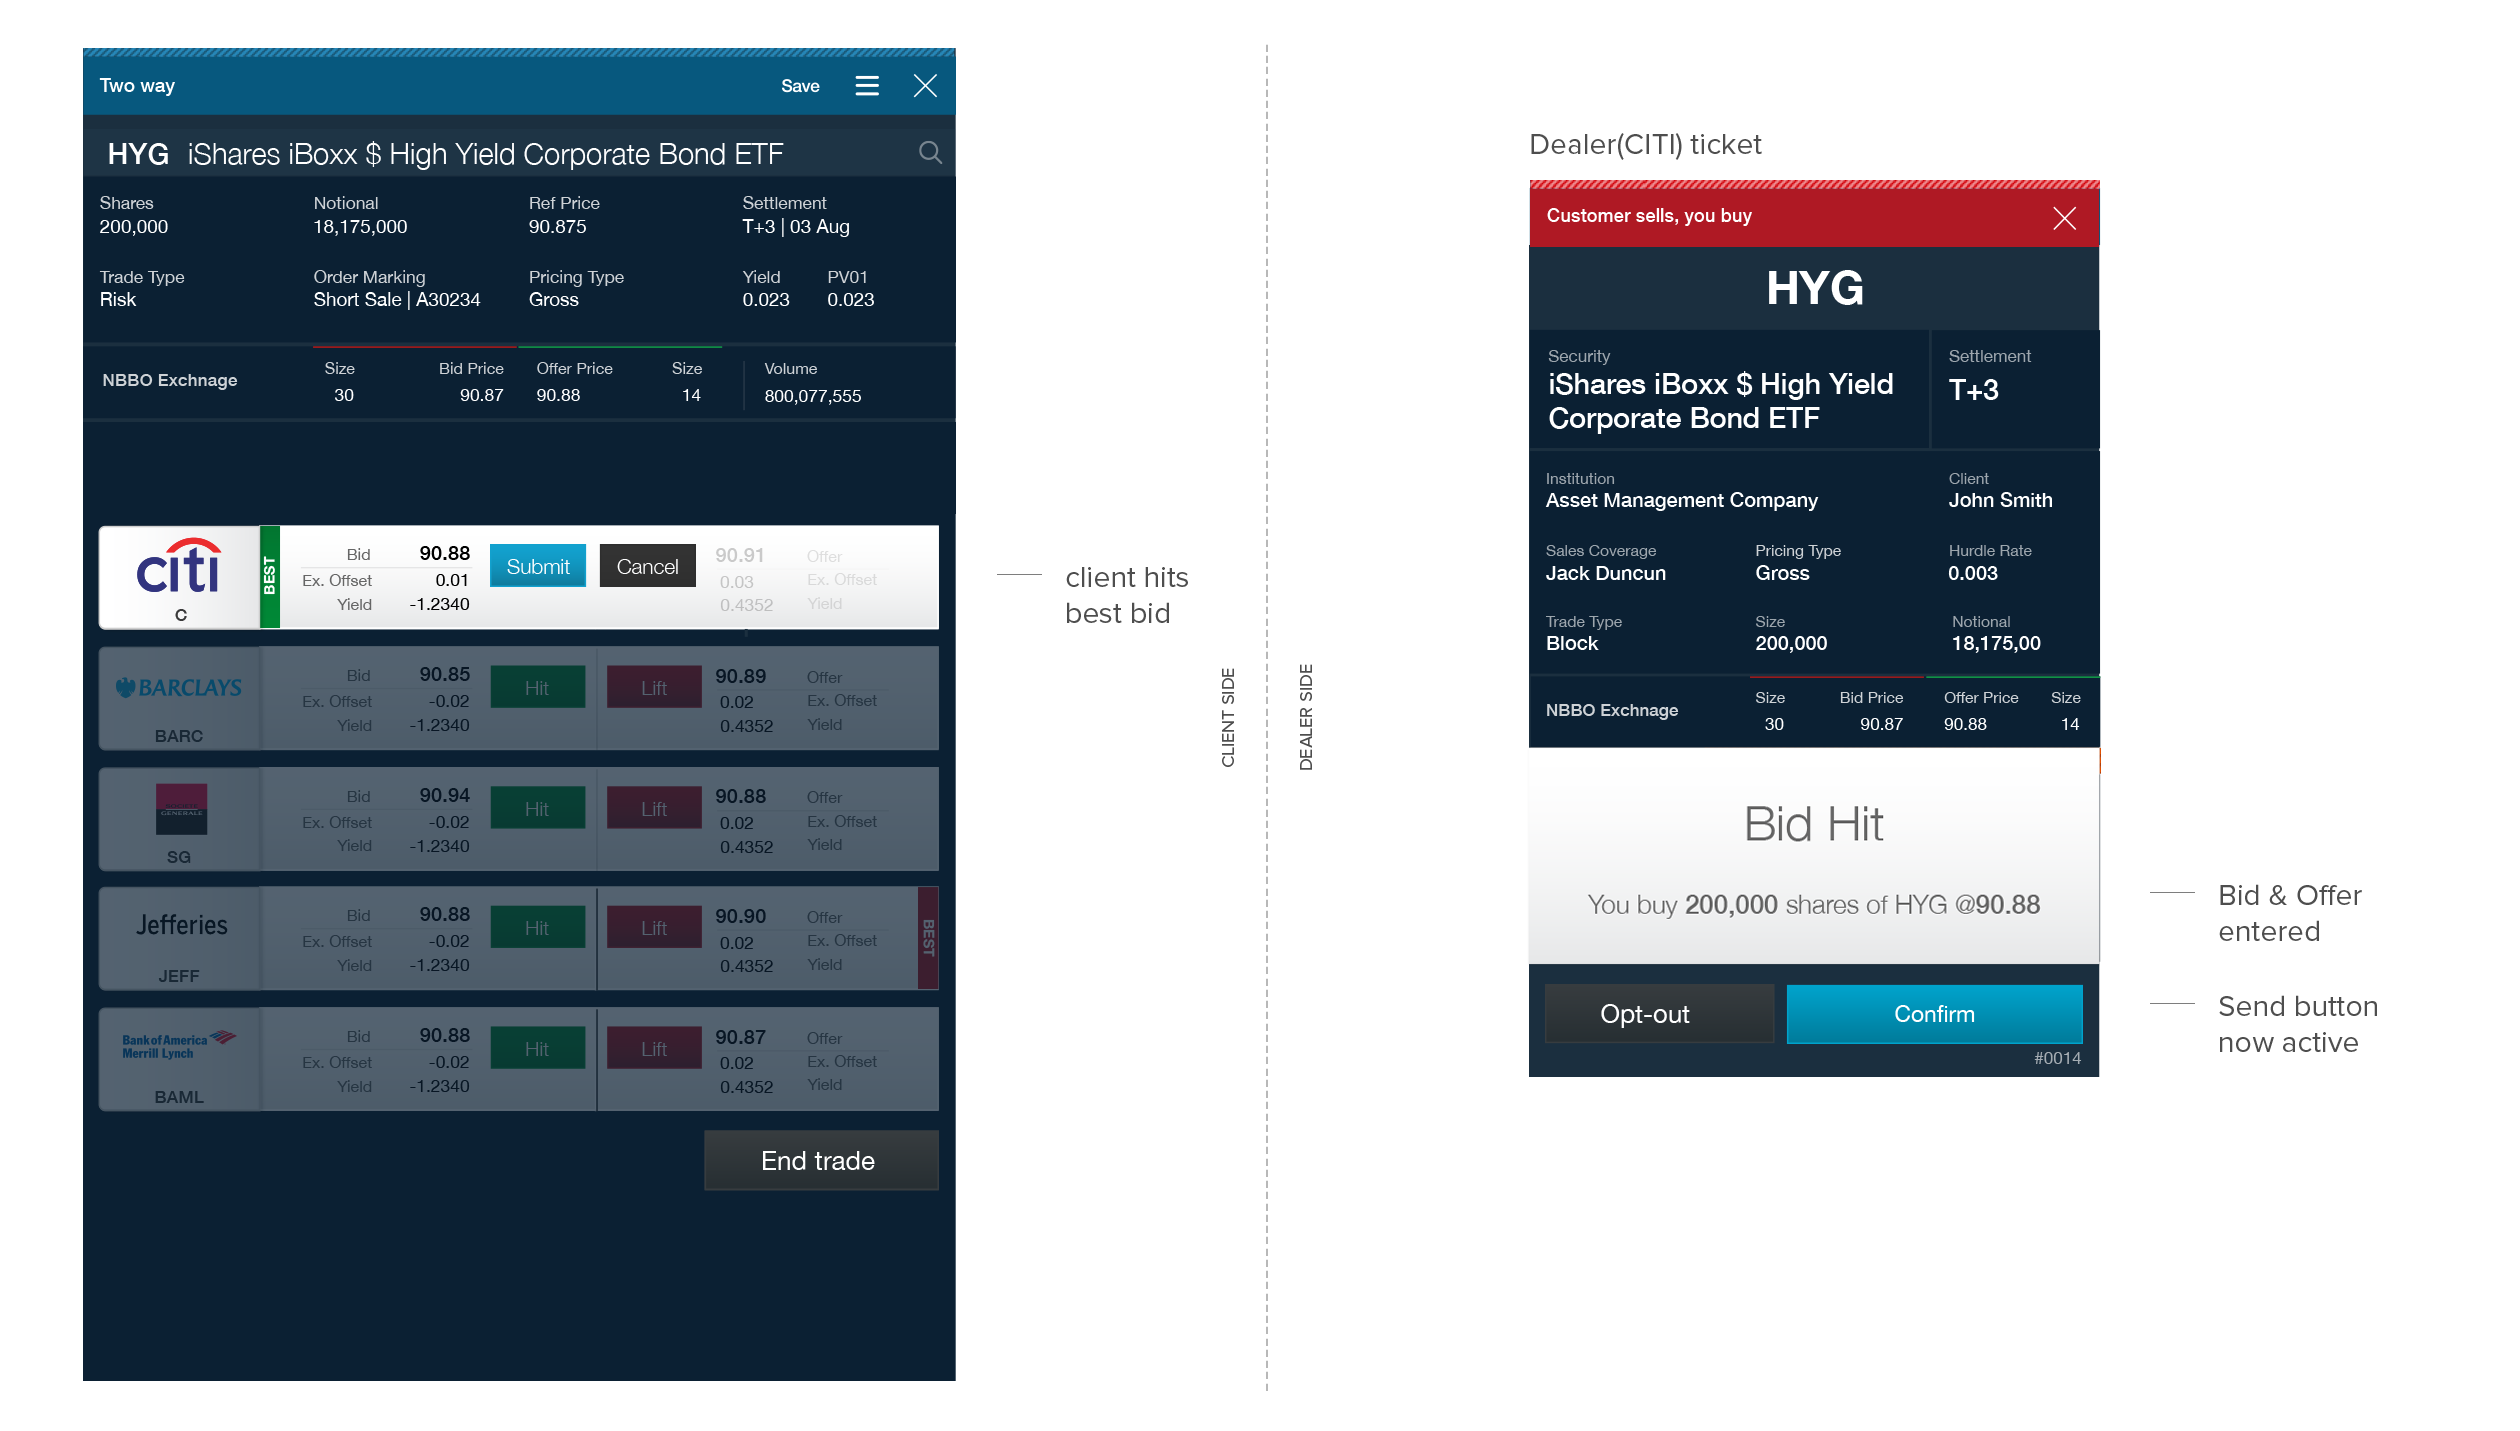 Two way
Save
HYG iShares iBoxx $ High Yield Corporate Bond ETF
Shares Notional Ref Price Settlement
200,000 18,175,000 90.875 T+3 | 03 Aug
Trade Type Order Marking Pricing Type Yield PV01
Risk Short Sale | A30234 Gross 0.023 0.023
NBBO Exchnage
Size Bid Price Offer Price Size Volume
30 90.87 90.88 14 800,077,555
citi
C
BEST
Bid 90.88 Submit Cancel 90.91 Offer
Ex. Offset 0.01 0.03 Ex. Offset
Yield -1.2340 0.4352 Yield
BARCLAYS
BARC
Bid 90.85 Hit Lift 90.89 Offer
Ex. Offset -0.02 0.02 Ex. Offset
Yield -1.2340 0.4352 Yield
GENERALE
SG
Bid 90.94 Hit Lift 90.88 Offer
Ex. Offset -0.02 0.02 Ex. Offset
Yield -1.2340 0.4352 Yield
Jefferies
JEFF
Bid 90.88 Hit Lift 90.90 Offer
Ex. Offset -0.02 0.02 Ex. Offset
Yield -1.2340 0.4352 Yield
BEST
Bank of America
Merrill Lynch
BAML
Bid 90.88 Hit Lift 90.87 Offer
Ex. Offset -0.02 0.02 Ex. Offset
Yield -1.2340 0.4352 Yield
End trade
client hits
best bid
CLIENT SIDE
DEALER SIDE
Dealer(CITI) ticket
Customer sells, you buy
HYG
Security Settlement
iShares iBoxx $ High Yield T+3
Corporate Bond ETF
Institution Client
Asset Management Company John Smith
Sales Coverage Pricing Type Hurdle Rate
Jack Duncun Gross 0.003
Trade Type Size Notional
Block 200,000 18,175,00
NBBO Exchnage
Size Bid Price Offer Price Size
30 90.87 90.88 14
Bid Hit
You buy 200,000 shares of HYG @90.88
Opt-out Confirm
#0014
Bid & Offer
entered
Send button
now active